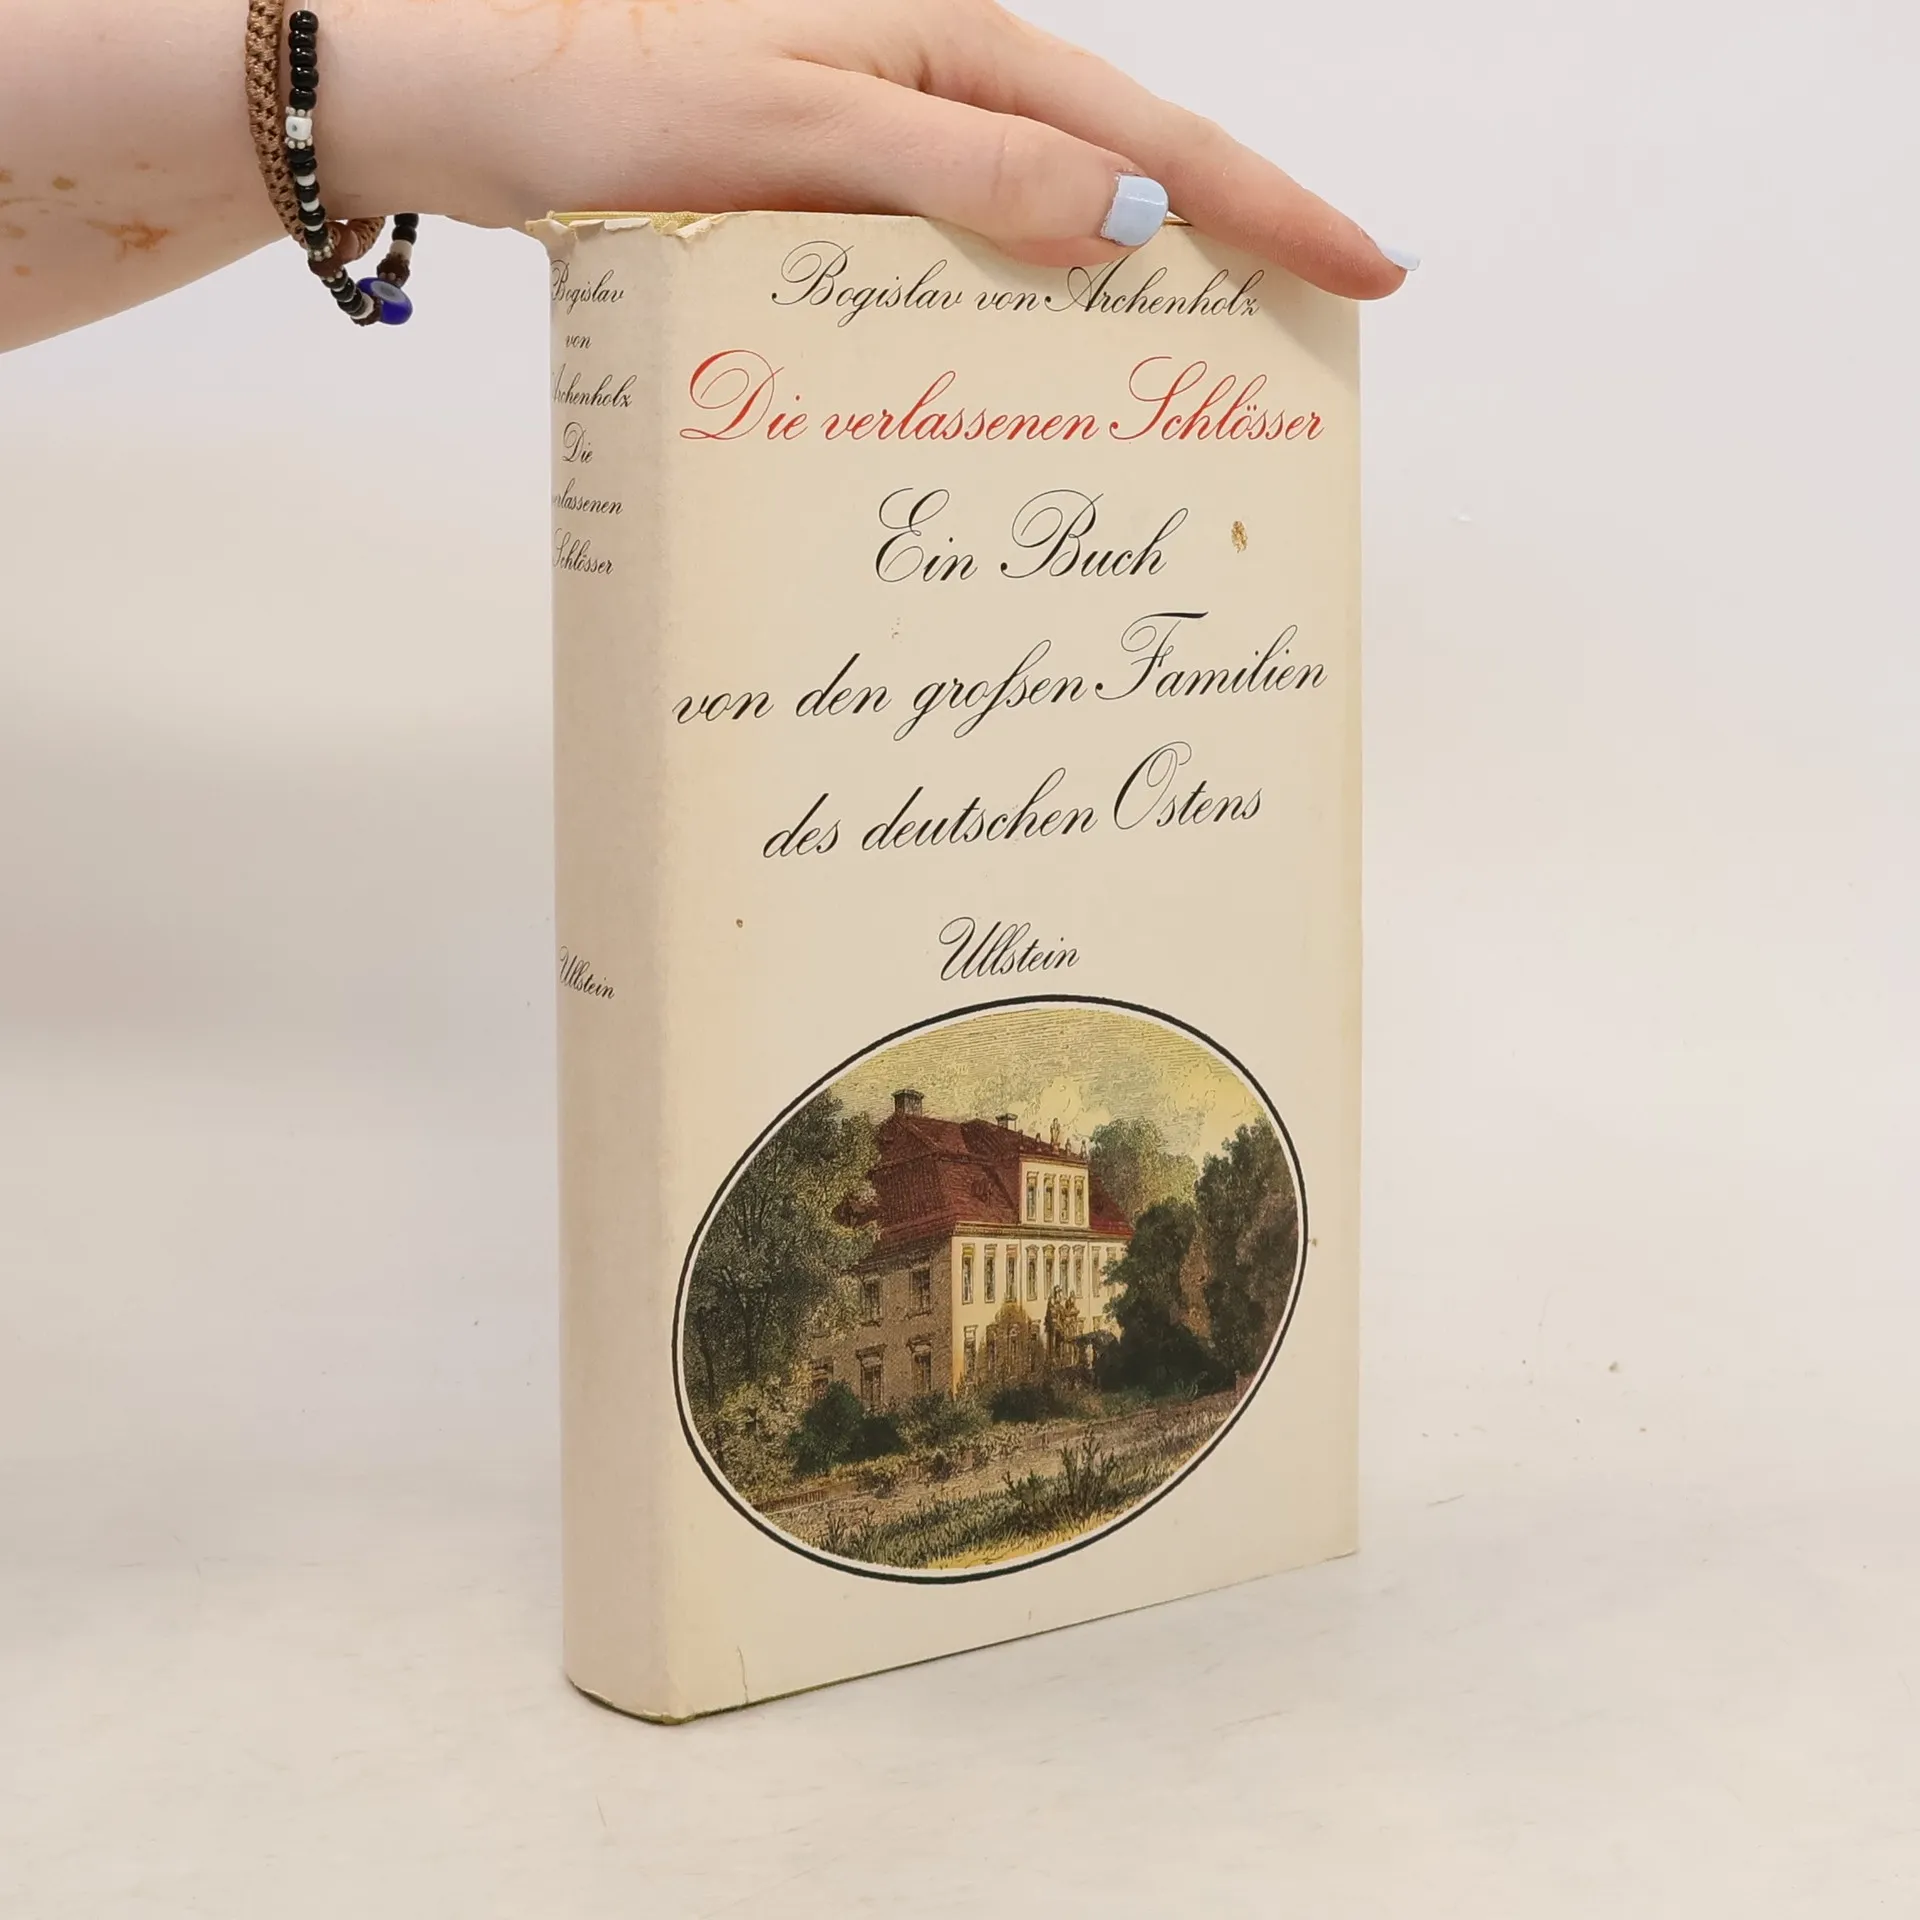 Bogislav von Archenholz
Die verlassenen Schlösser
Ein Buch
von den großen Familien
des deutschen Ostens
Ullstein
Bogislav
von
Archenholz
Die
verlassenen
Schlösser
Ullstein